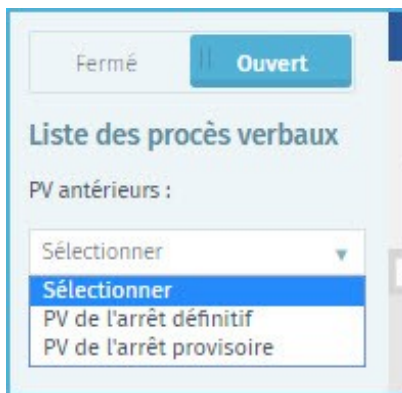 Fermé Ouvert
Liste des procès verbaux
PV antérieurs :
Sélectionner
Sélectionner
PV de l'arrêt définitif
PV de l'arrêt provisoire